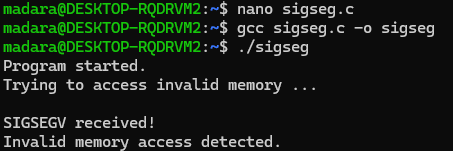 madara@DESKTOP-RQDRVM2:~$ nano sigseg.c
madara@DESKTOP-RQDRVM2:~$ gcc sigseg.c -o sigseg
madara@DESKTOP-RQDRVM2:~$ ./sigseg
Program started.
Trying to access invalid memory ...

SIGSEGV received!
Invalid memory access detected.